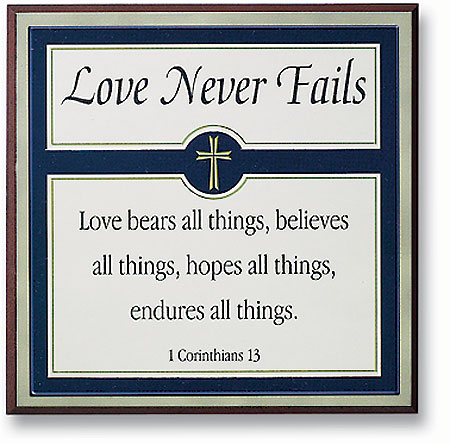 Love Never Fails
Love bears all things, believes
all things, hopes all things,
endures all things.
1 Corinthians 13